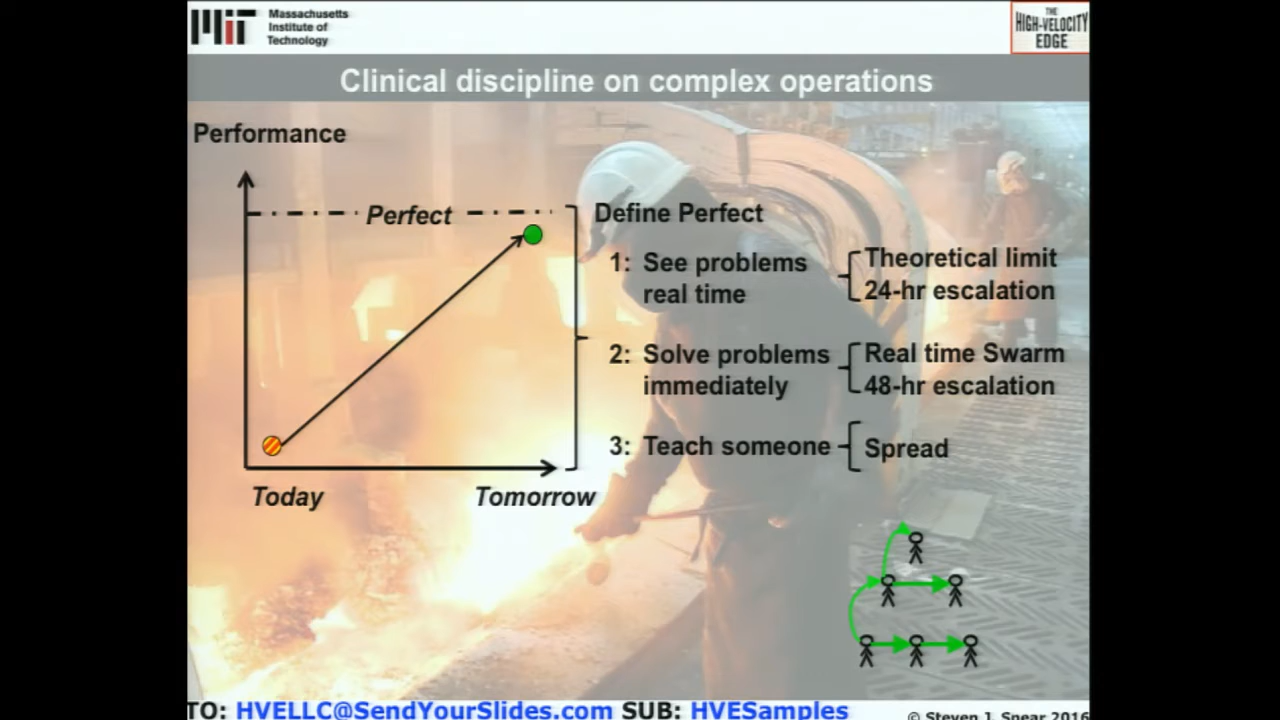 Massachusetts
Institute of
Technology
THE
HIGH-VELOCITY
EDGE
Clinical discipline on complex operations
Performance
Perfect
Define Perfect
1: See problems
real time
Theoretical limit
24-hr escalation
2: Solve problems
immediately
Real time Swarm
48-hr escalation
3: Teach someone
Spread
Today
Tomorrow
TO: HVELLC@SendYourSlides.com SUB: HVESamples
© Steven J. Spear 2016